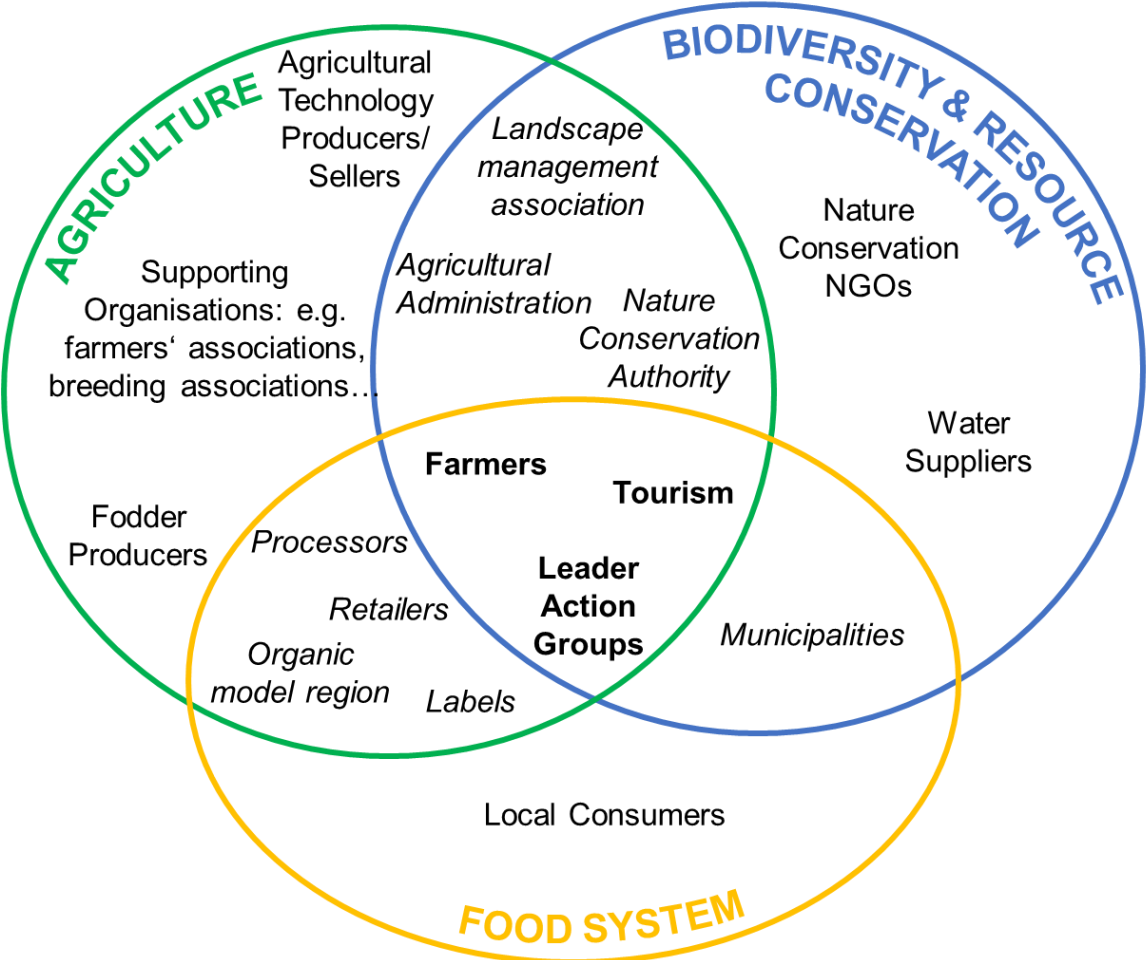 AGRICULTURE
BIODIVERSITY & RESOURCE
CONSERVATION
Agricultural
Technology
Producers/
Sellers
Landscape
management
association
Nature
Conservation
NGOs
Supporting
Organisations: e.g.
farmers‘ associations,
breeding associations…
Agricultural
Administration
Nature
Conservation
Authority
Water
Suppliers
Farmers
Tourism
Fodder
Producers
Processors
Retailers
Leader
Action
Groups
Municipalities
Organic
model region
Labels
Local Consumers
FOOD SYSTEM